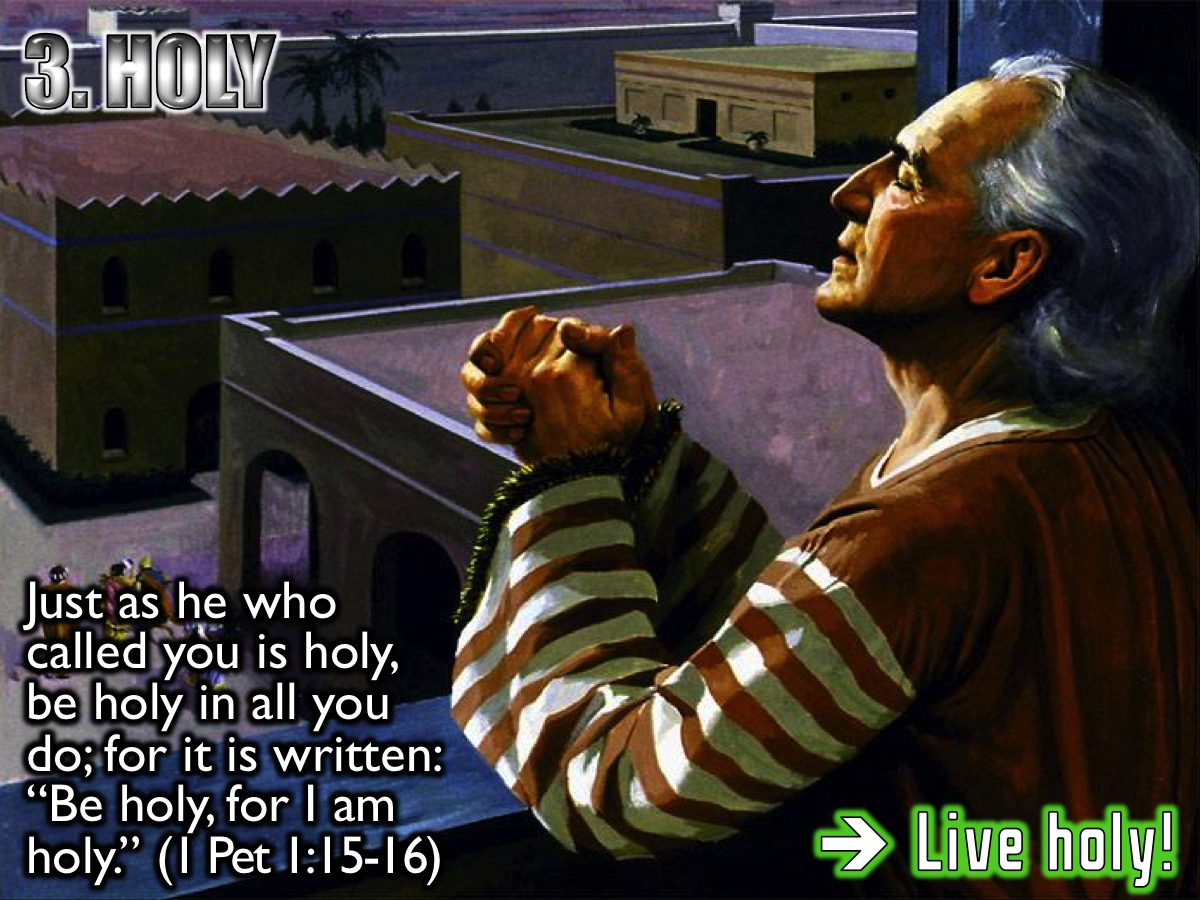 3. HOLY
Just as he who
called you is holy,
be holy in all you
do; for it is written:
“Be holy, for I am
holy.” (1 Pet 1:15-16)
➔ Live holy!